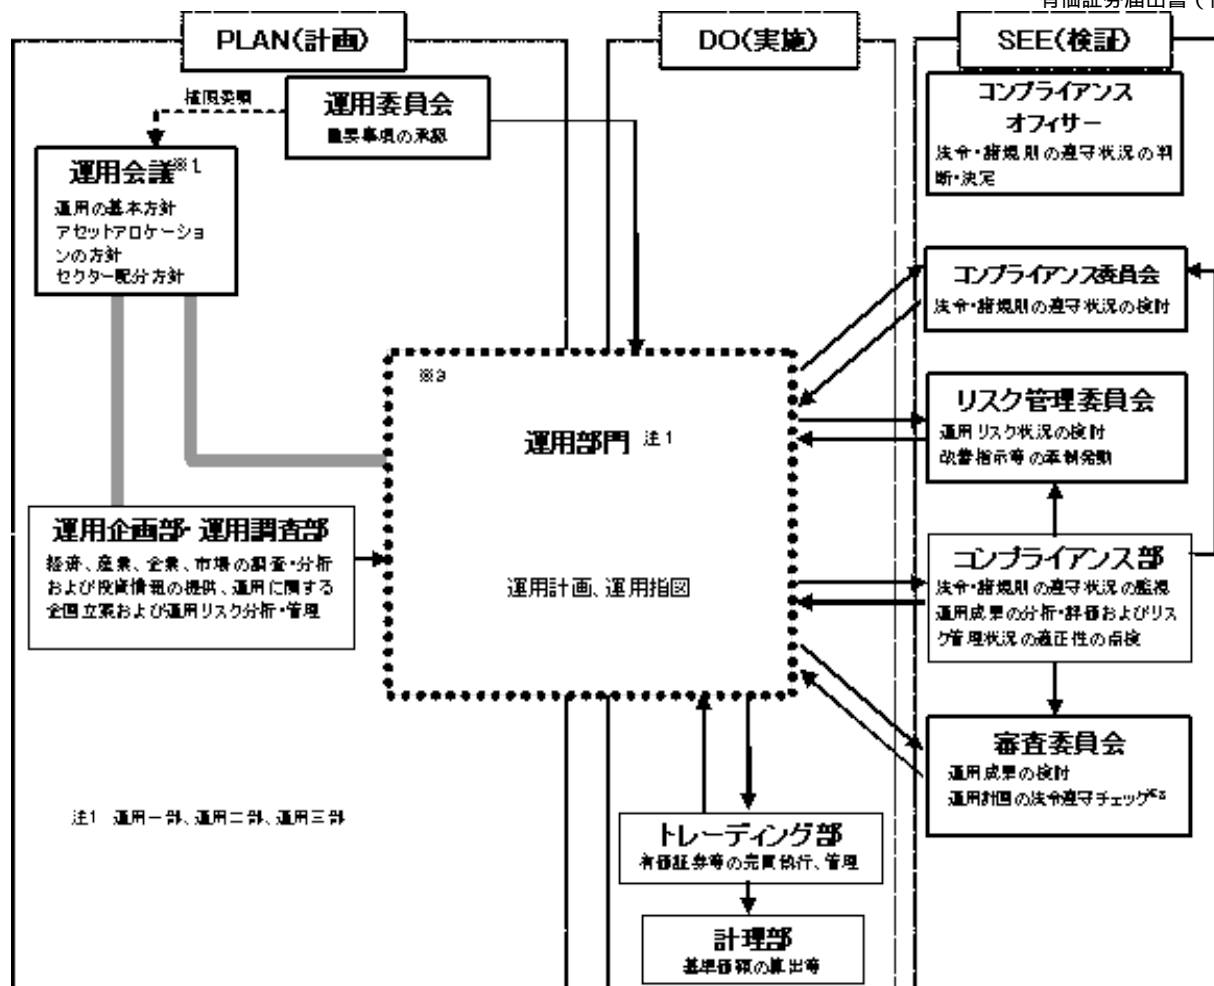 有価証券届出書（
PLAN(計画)
DO(実施)
SEE(検証)
権限委嘱
運用委員会
重要事項の承認
運用会議※1
運用の基本方針
アセットアロケーショ
ンの方針
セクター配分方針
コンプライアンス
オフィサー
法令・諸規則の遵守状況の判
断・決定
コンプライアンス委員会
法令・諸規則の遵守状況の検討
※3
運用部門 注1
運用計画、運用指図
リスク管理委員会
運用リスク状況の検討
改善指示等の牽制発動
運用企画部・運用調査部
経済、産業、企業、市場の調査・分析
および投資情報の提供、運用に関する
企画立案および運用リスク分析・管理
コンプライアンス部
法令・諸規則の遵守状況の監視
運用成果の分析・評価およびリス
ク管理状況の適正性の点検
審査委員会
運用成果の検討
運用計画の法令遵守チェック
注1 運用一部、運用二部、運用三部
トレーディング部
有価証券等の売買執行、管理
計理部
基準価額の算出等